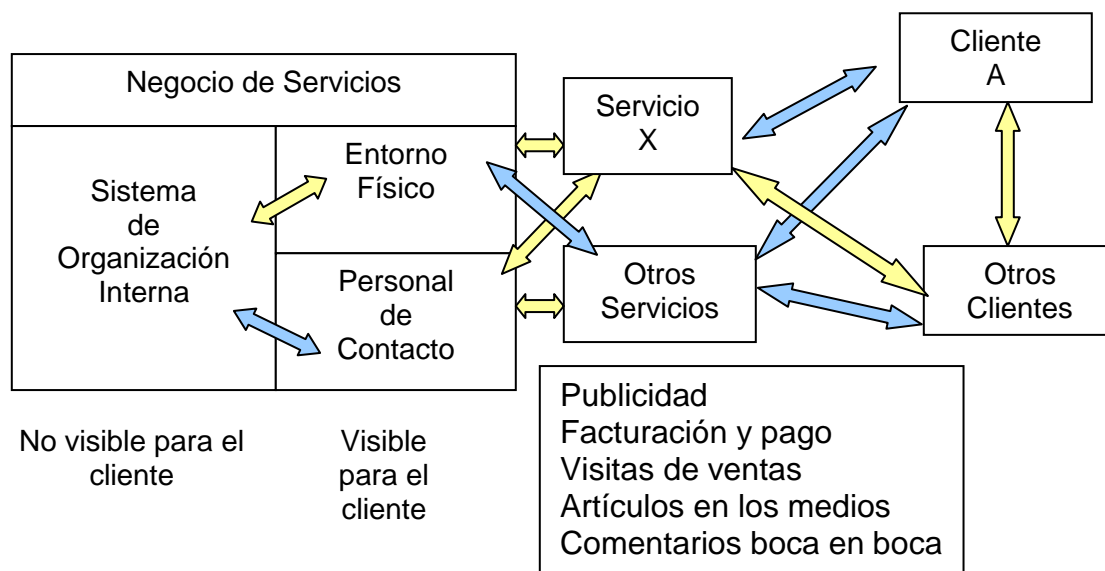 Negocio de Servicios
Sistema
de
Organización
Interna
Entorno
Físico
Personal
de
Contacto
No visible para el
cliente
Visible
para el
cliente
Servicio
X
Otros
Servicios
Cliente
A
Otros
Clientes
Publicidad
Facturación y pago
Visitas de ventas
Artículos en los medios
Comentarios boca en boca